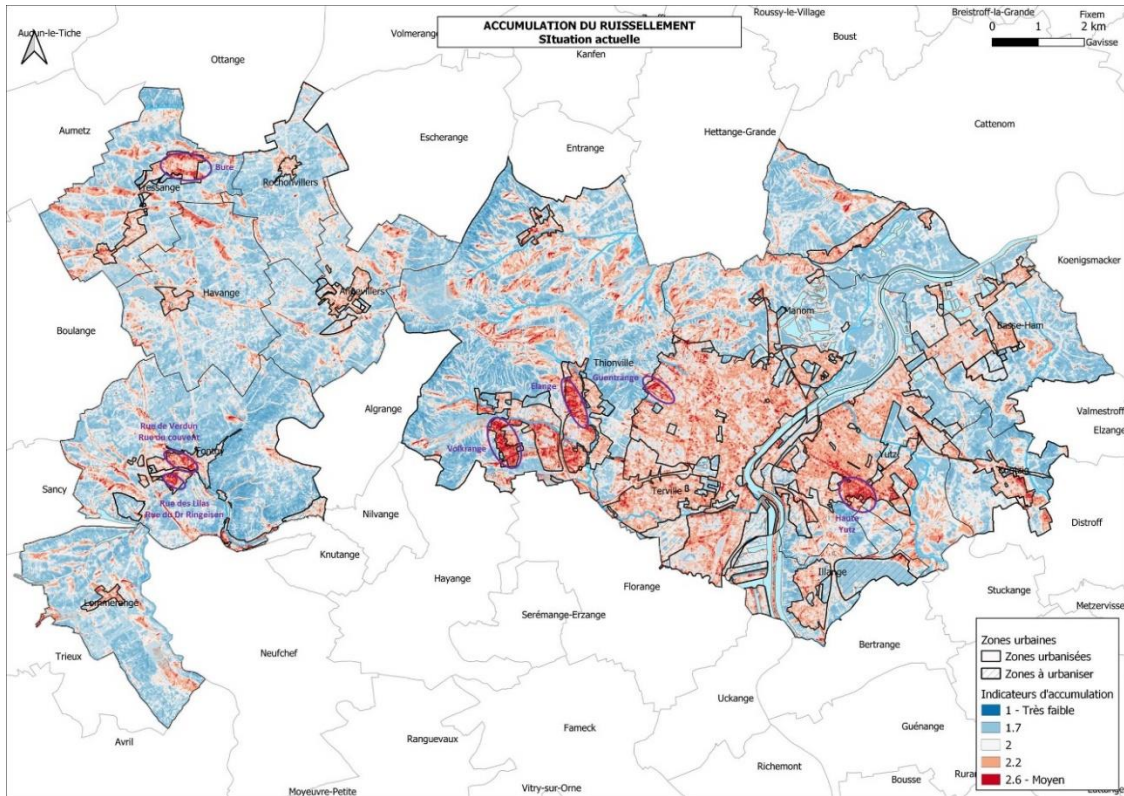 ACCUMULATION DU RUISSELLEMENT
SItuation actuelle
Roussy-le-Village
Breistroff-la-Grande
Fixem
0 1 2 km
Gavisse
Audun-le-Tiche
Volmerange
Kanfen
Boust
Ottange
Aumetz
Escherange
Entrange
Hettange-Grande
Cattenom
Bure
Tressange
Rochonvillers
Havange
Angevillers
Boulange
Manom
Koenigsmacker
Basse-Ham
Thionville
Elange
Guentrange
Algrange
Volkrange
Valmestroff
Elzange
Rue de Verdun
Rue du couvent
Fontoy
Rue des Lilas
Rue du Dr Ringeisen
Sancy
Terville
Yutz
Haute
Yutz
Nilvange
Knutange
Distroff
Hayange
Florange
Illange
Serémange-Erzange
Stuckange
Metzervisse
Lommerange
Trieux
Neufchef
Bertrange
Uckange
Guénange
Avril
Ranguevaux
Fameck
Richemont
Bousse
Moyeuvre-Petite
Vitry-sur-Orne
Zones urbaines
Zones urbanisées
Zones à urbaniser
Indicateurs d'accumulation
1 - Très faible
1.7
2
2.2
2.6 - Moyen